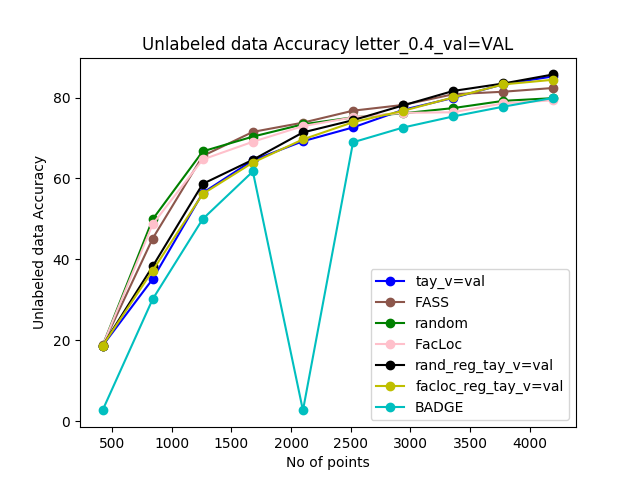 Unlabeled data Accuracy letter_0.4_val=VAL
Unlabeled data Accuracy
80
60
40
20
0
500 1000 1500 2000 2500 3000 3500 4000
No of points
tay_v=val
FASS
random
FacLoc
rand_reg_tay_v=val
facloc_reg_tay_v=val
BADGE